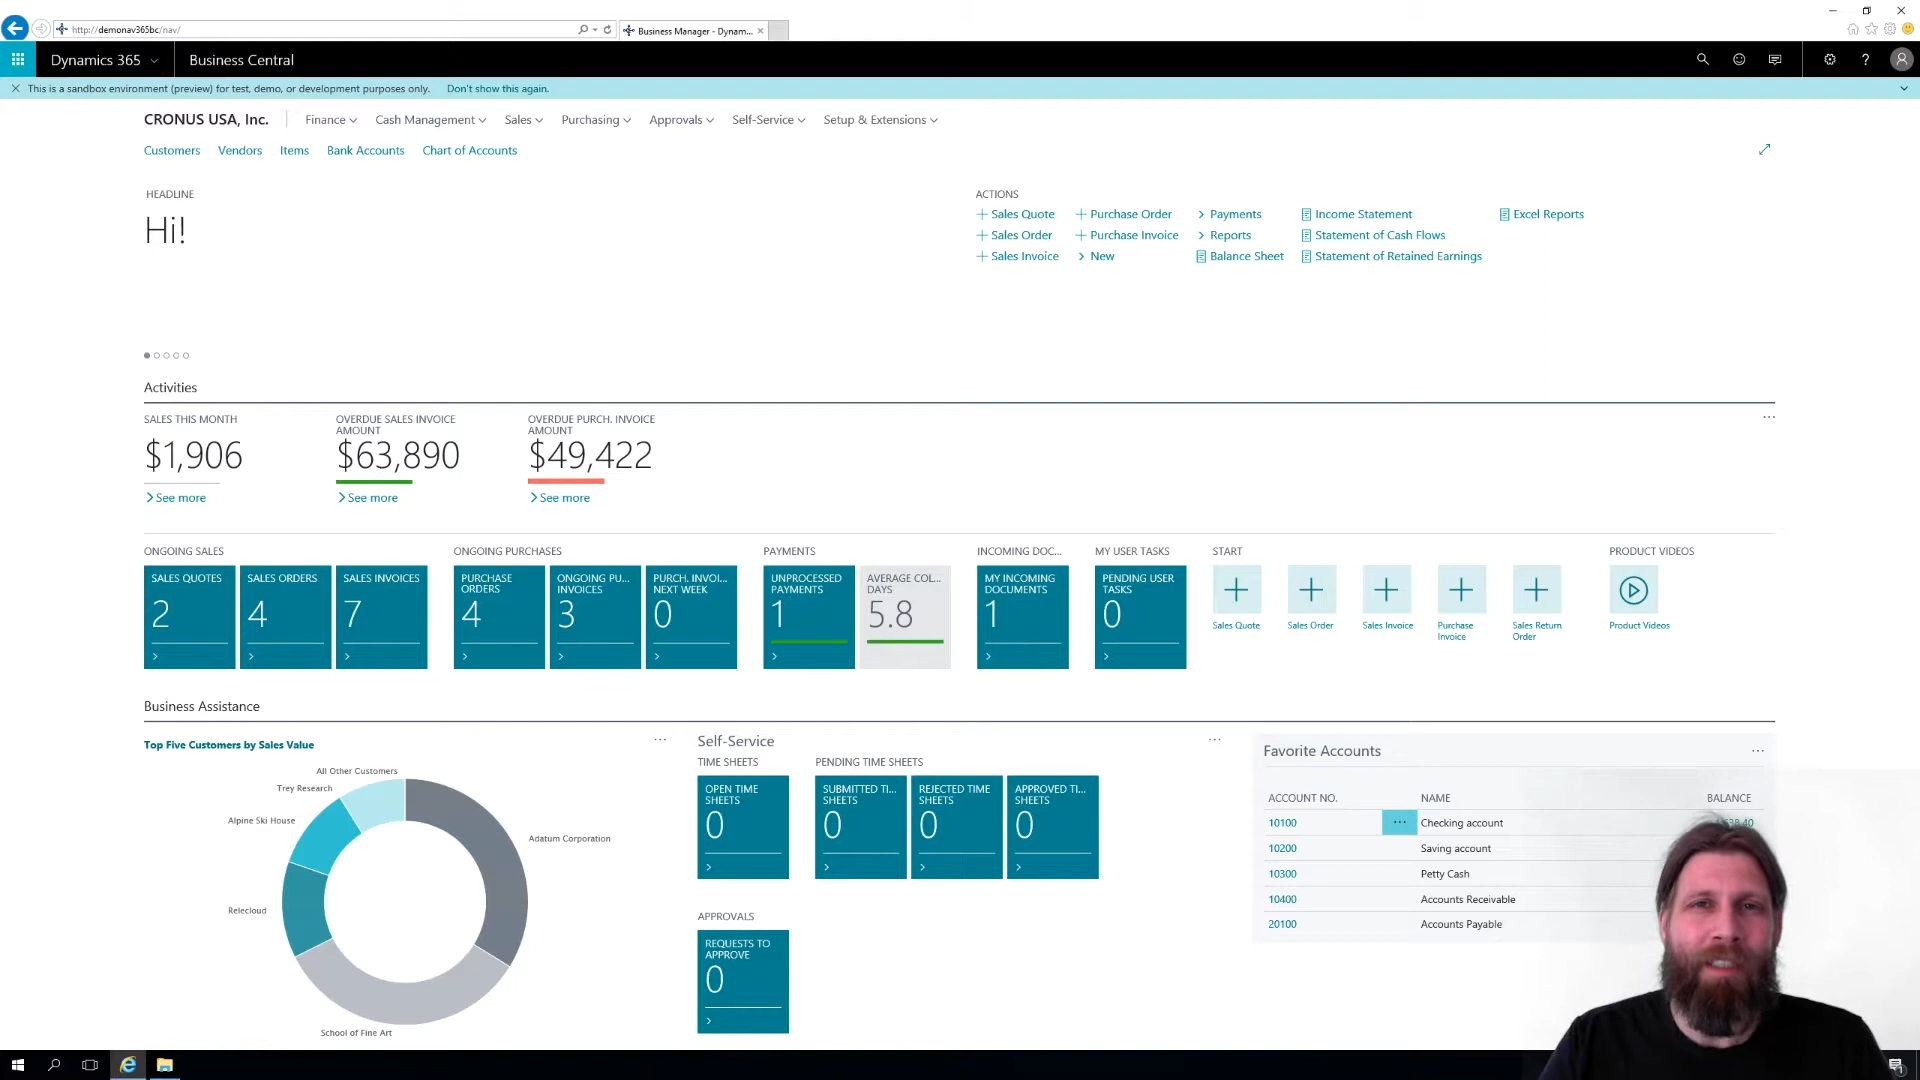 http://demonav365bc/nav/
Business Manager - Dynam...
Dynamics 365
Business Central
This is a sandbox environment (preview) for test, demo, or development purposes only. Don't show this again.
CRONUS USA, Inc.
Finance
Cash Management
Sales
Purchasing
Approvals
Self-Service
Setup & Extensions
Customers
Vendors
Items
Bank Accounts
Chart of Accounts
HEADLINE
Hi!
ACTIONS
Sales Quote
Sales Order
Sales Invoice
Purchase Order
Purchase Invoice
New
Payments
Reports
Balance Sheet
Income Statement
Statement of Cash Flows
Statement of Retained Earnings
Excel Reports
Activities
SALES THIS MONTH
$1,906
See more
OVERDUE SALES INVOICE
AMOUNT
$63,890
See more
OVERDUE PURCH. INVOICE
AMOUNT
$49,422
See more
ONGOING SALES
SALES QUOTES
2
SALES ORDERS
4
SALES INVOICES
7
ONGOING PURCHASES
PURCHASE
ORDERS
4
ONGOING PU...
INVOICES
3
PURCH. INVOI...
NEXT WEEK
0
PAYMENTS
UNPROCESSED
PAYMENTS
1
AVERAGE COL...
DAYS
5.8
INCOMING DOC...
MY INCOMING
DOCUMENTS
1
MY USER TASKS
PENDING USER
TASKS
0
START
Sales Quote
Sales Order
Sales Invoice
Purchase
Invoice
Sales Return
Order
PRODUCT VIDEOS
Product Videos
Business Assistance
Top Five Customers by Sales Value
All Other Customers
Trey Research
Alpine Ski House
Relecloud
School of Fine Art
Adatum Corporation
Self-Service
TIME SHEETS
OPEN TIME
SHEETS
0
PENDING TIME SHEETS
SUBMITTED TI...
SHEETS
0
REJECTED TIME
SHEETS
0
APPROVED TI...
SHEETS
0
APPROVALS
REQUESTS TO
APPROVE
0
Favorite Accounts
ACCOUNT NO. NAME BALANCE
10100 Checking account
10200 Saving account
10300 Petty Cash
10400 Accounts Receivable
20100 Accounts Payable